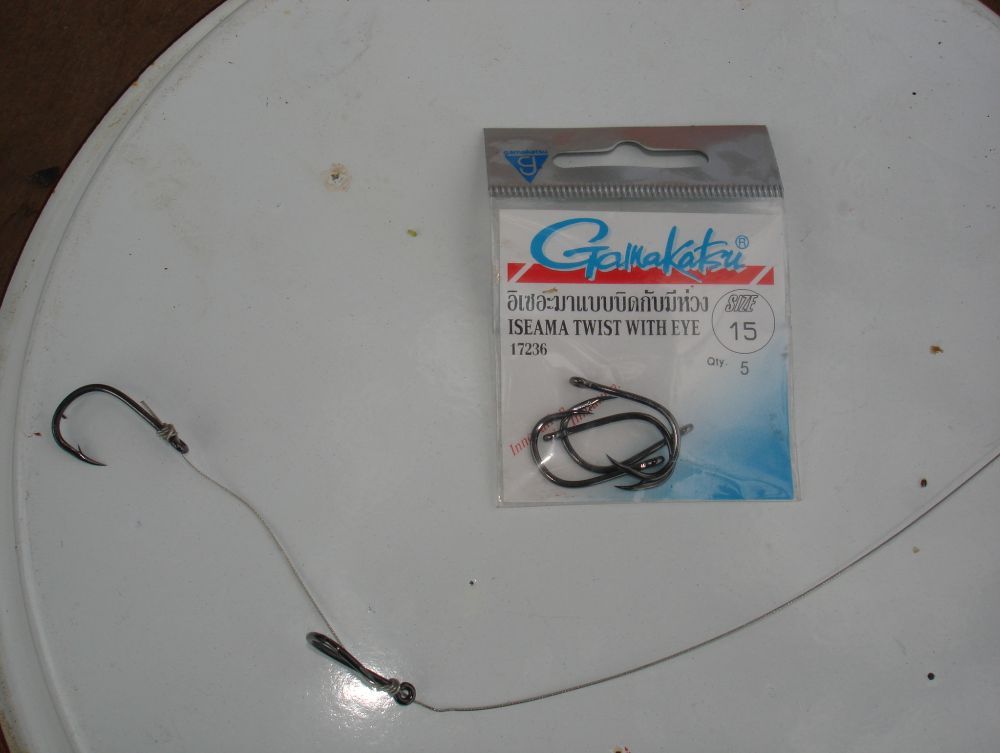 gamakatsu
g
Gamakatsu®
อิเซอะมาแบบบิดกับมีห่วง
ISEAMA TWIST WITH EYE
17236
SIZE
15
Qty. 5